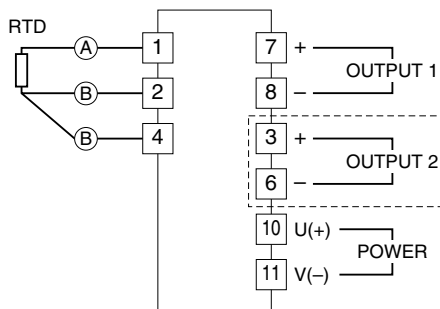 RTD
A 1 7 +
OUTPUT 1
B 2 8 –
B 4 3 +
OUTPUT 2
6 –
10 U(+)
POWER
11 V(–)